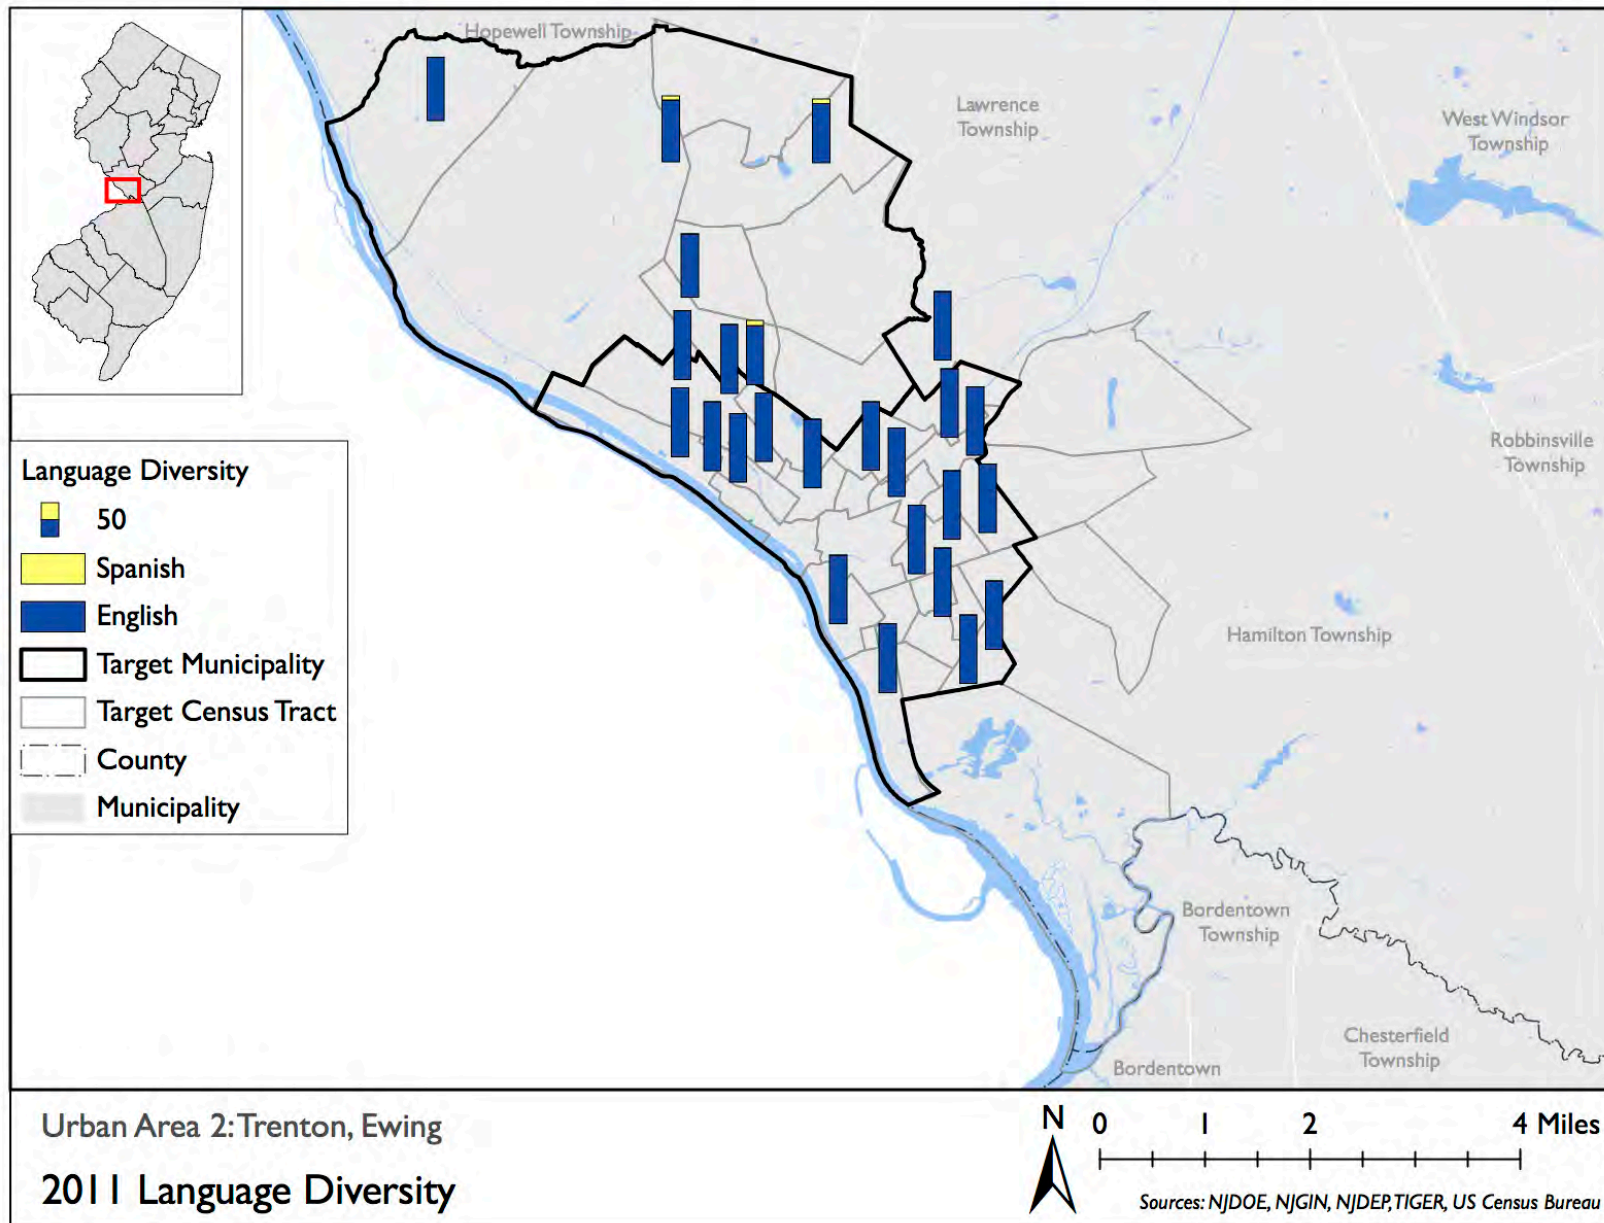 Hopewell Township
Lawrence
Township
West Windsor
Township
Robbinsville
Township
Language Diversity
50
Spanish
English
Target Municipality
Target Census Tract
County
Municipality
Hamilton Township
Bordentown
Township
Chesterfield
Township
Bordentown
Urban Area 2: Trenton, Ewing
2011 Language Diversity
N
0 1 2 4 Miles
Sources: NJDOE, NJGIN, NJDEP, TIGER, US Census Bureau